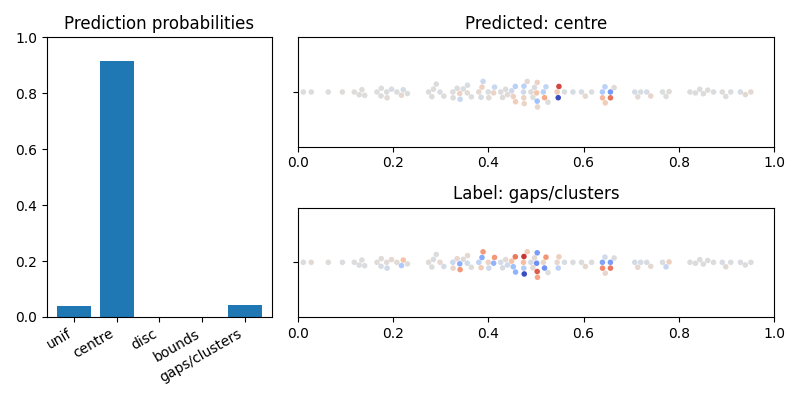 Prediction probabilities
1.0
0.8
0.6
0.4
0.2
0.0
unif
centre
disc
bounds
gaps/clusters
Predicted: centre
0.0 0.2 0.4 0.6 0.8 1.0
Label: gaps/clusters
0.0 0.2 0.4 0.6 0.8 1.0